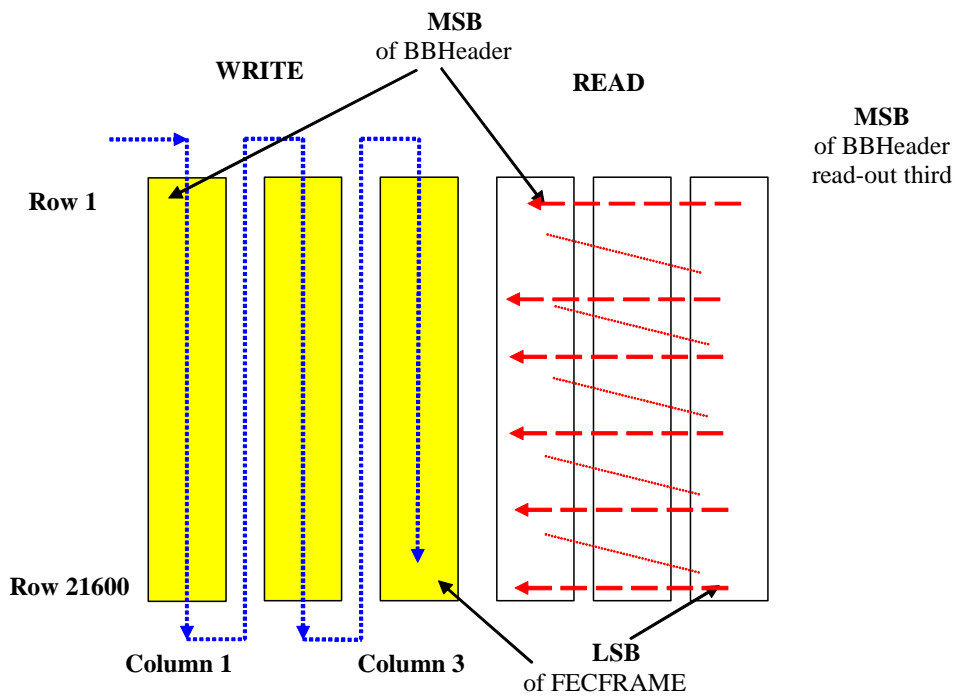 MSB
of BBHeader
WRITE
READ
MSB
of BBHeader
read-out third
Row 1
Row 21600
Column 1
Column 3
LSB
of FECFRAME